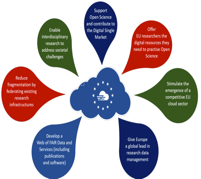 Support
Open Science
and contribute to
the Digital Single
Market
Offer
EU researchers the
digital resources they
need to practise Open
Science
Stimulate the
emergence of a
competitive EU
cloud sector
Give Europe
a global lead in
research data
management
Develop a
Web of FAIR Data and
Services (including
publications and
software)
Reduce
fragmentation by
federating existing
research
infrastructures
Enable
interdisciplinary
research to
address societal
challenges